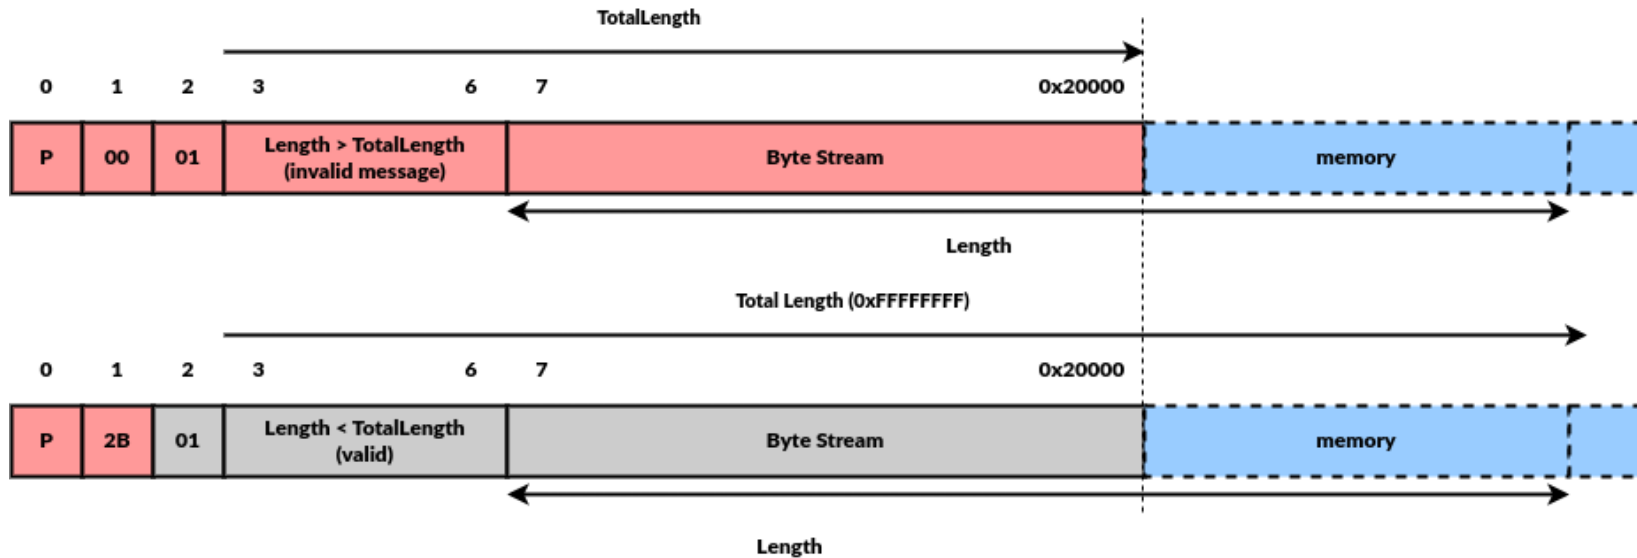 TotalLength
0 1 2 3 6 7 0x20000
P 00 01 Length > TotalLength (invalid message) Byte Stream memory
Length
Total Length (0xFFFFFFFF)
0 1 2 3 6 7 0x20000
P 2B 01 Length < TotalLength (valid) Byte Stream memory
Length